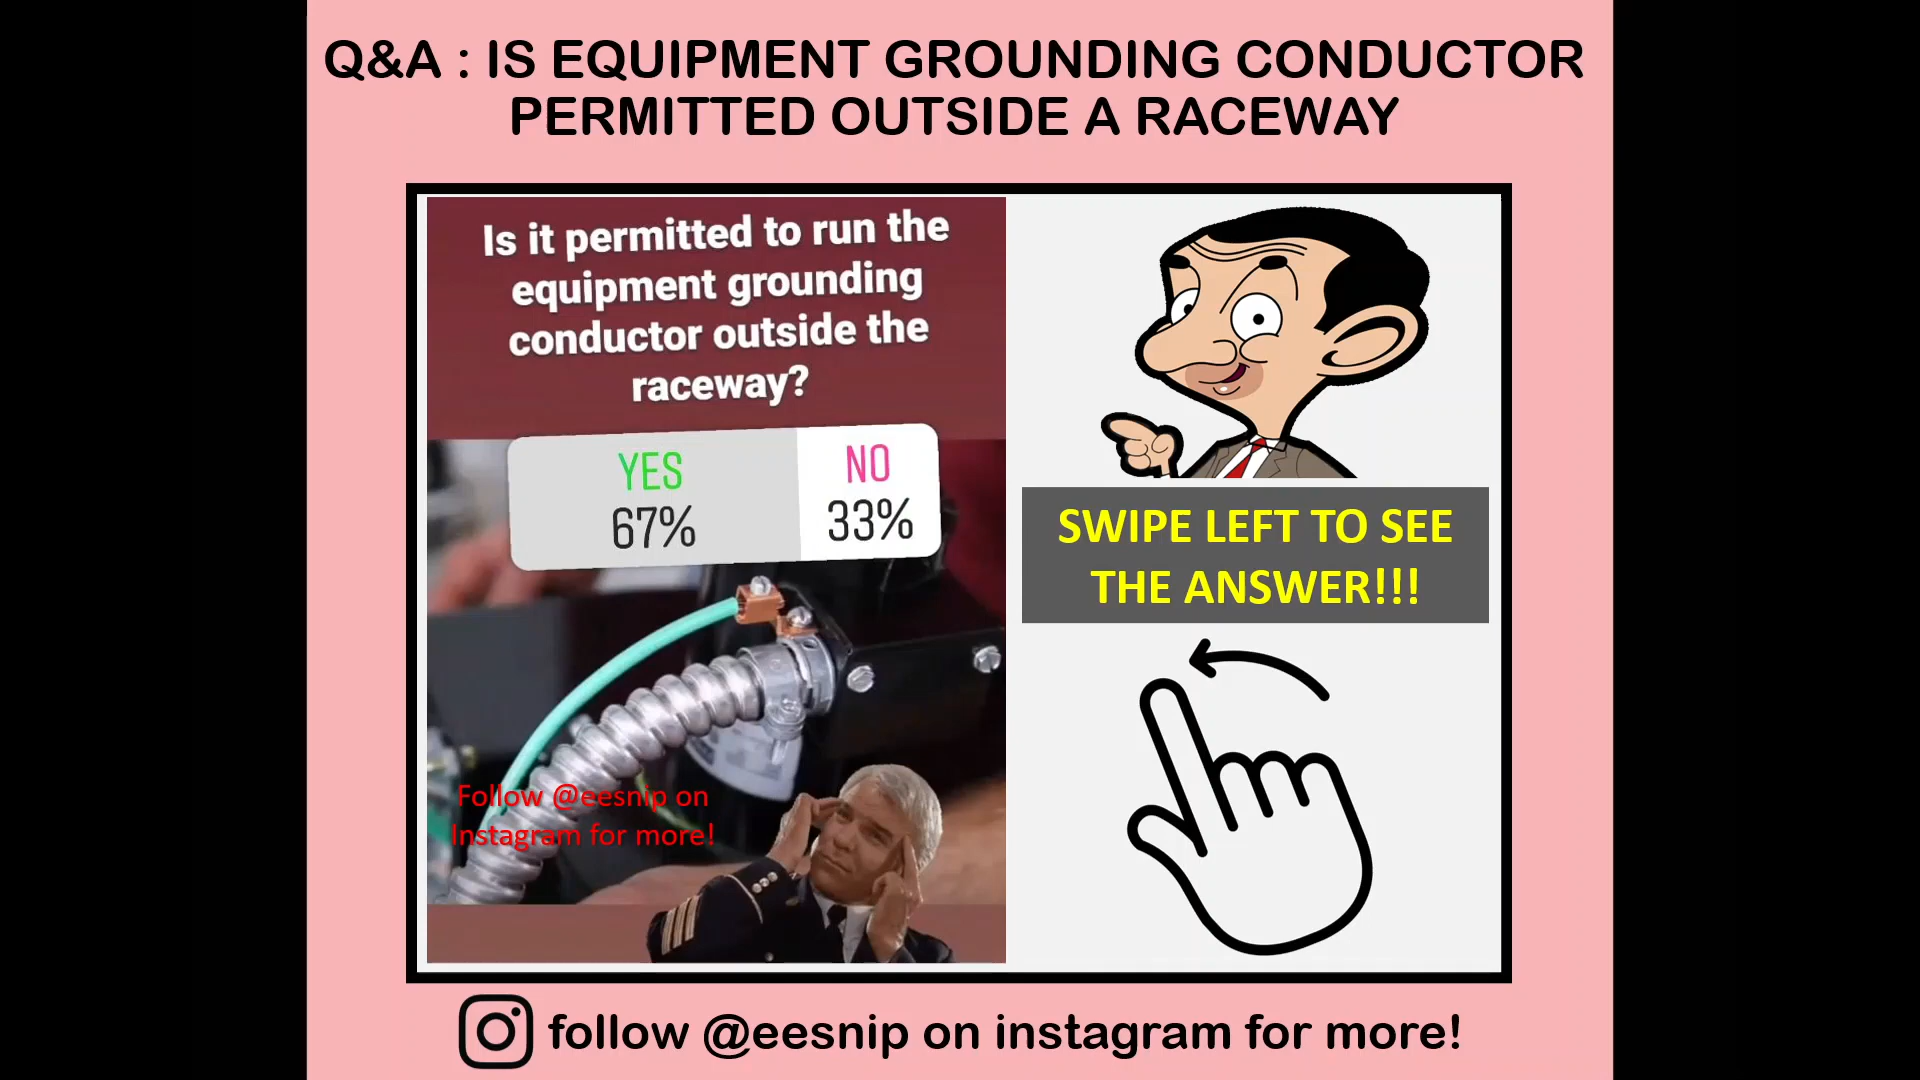 Q&A : IS EQUIPMENT GROUNDING CONDUCTOR
PERMITTED OUTSIDE A RACEWAY
Is it permitted to run the
equipment grounding
conductor outside the
raceway?
YES
67%
NO
33%
Follow @eesnip on
Instagram for more!
SWIPE LEFT TO SEE
THE ANSWER!!!
follow @eesnip on instagram for more!